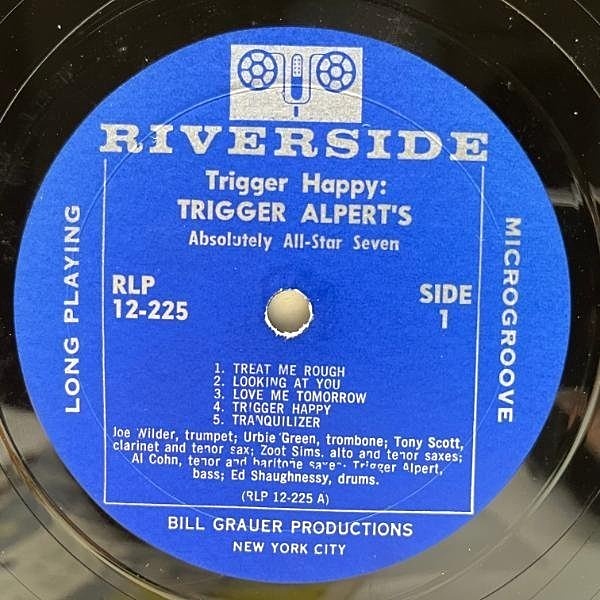 RIVERSIDE
Trigger Happy:
TRIGGER ALPERT'S
Absolutely All-Star Seven
LONG PLAYING
MICROGROOVE
RLP
12-225
SIDE
1
1. TREAT ME ROUGH
2. LOOKING AT YOU
3. LOVE ME TOMORROW
4. TRIGGER HAPPY
5. TRANQUILIZER
Joe Wilder, trumpet; Urbie Green, trombone; Tony Scott,
clarinet and tenor sax; Zoot Sims, alto and tenor saxes;
Al Cohn, tenor and baritone saxes; Trigger Alpert,
bass; Ed Shaughnessy, drums.
(RLP 12-225 A)
BILL GRAUER PRODUCTIONS
NEW YORK CITY